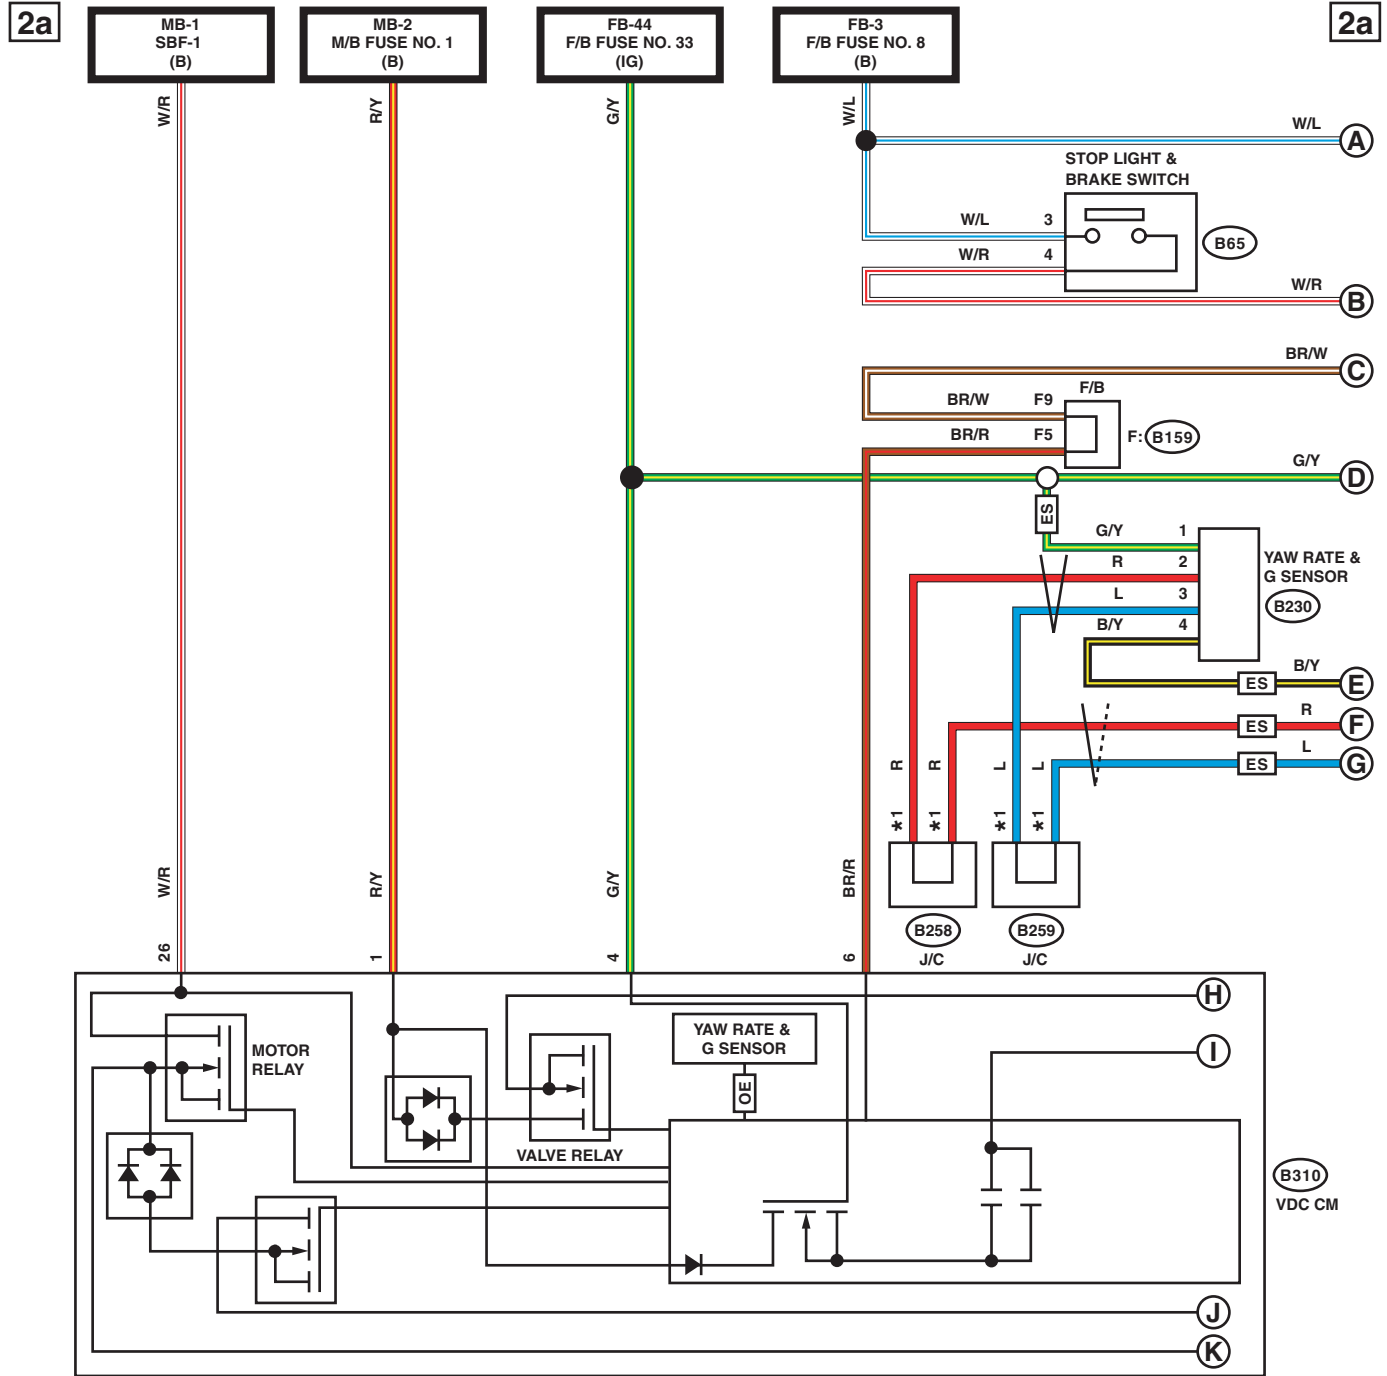 2a
MB-1
SBF-1
(B)
MB-2
M/B FUSE NO. 1
(B)
FB-44
F/B FUSE NO. 33
(IG)
FB-3
F/B FUSE NO. 8
(B)
2a
W/R
R/Y
G/Y
W/L
W/L
A
STOP LIGHT &
BRAKE SWITCH
W/L 3
W/R 4
B65
W/R
B
BR/W
C
F/B
BR/W F9
BR/R F5
F: B159
G/Y
D
ES
G/Y 1
R 2
L 3
B/Y 4
YAW RATE &
G SENSOR
B230
B/Y
ES
E
R
ES
F
L
ES
G
R
R
L
L
*1
*1
*1
*1
W/R
R/Y
G/Y
BR/R
B258
J/C
B259
J/C
26
1
4
6
H
MOTOR
RELAY
YAW RATE &
G SENSOR
I
OE
VALVE RELAY
B310
VDC CM
J
K